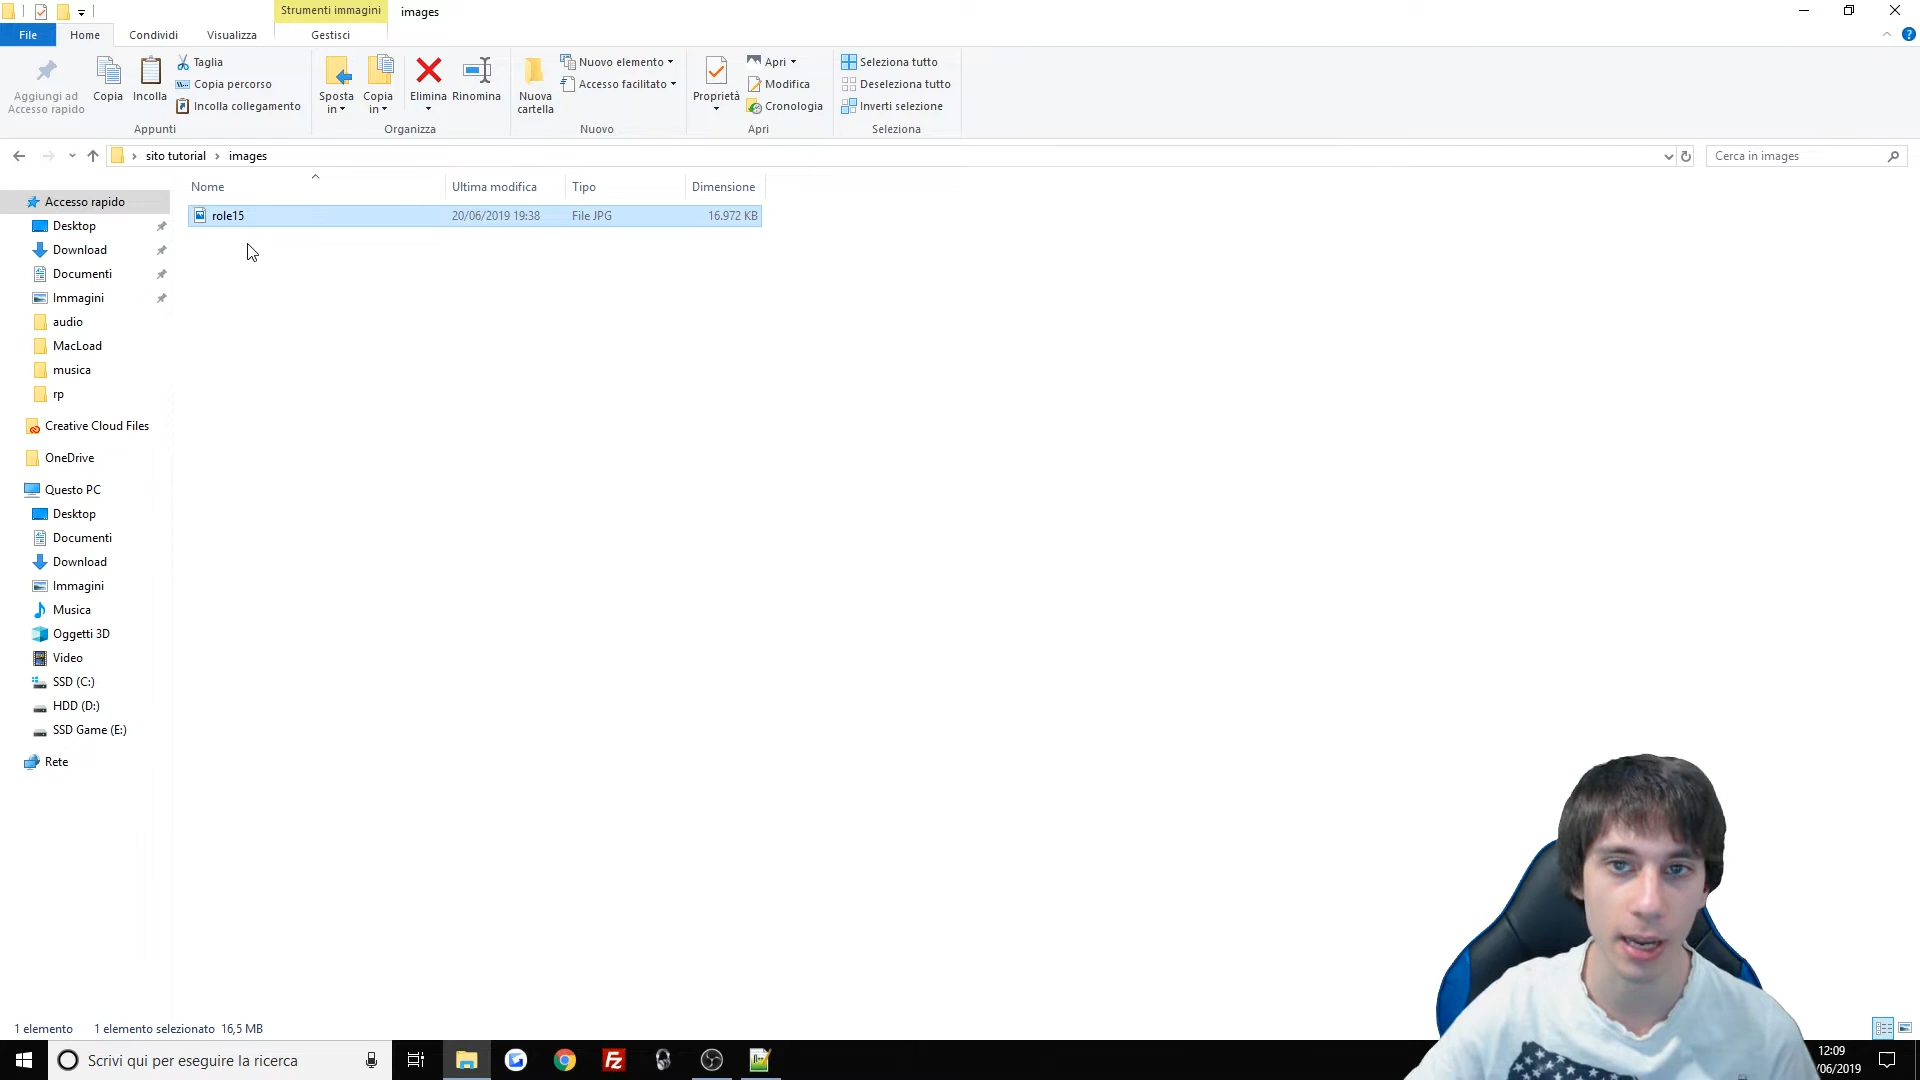 Strumenti immagini
images
File
Home
Condividi
Visualizza
Gestisci
Aggiungi ad
Accesso rapido
Copia
Incolla
Taglia
Copia percorso
Incolla collegamento
Appunti
Sposta
in
Copia
in
Elimina
Rinomina
Organizza
Nuova
cartella
Nuovo elemento
Accesso facilitato
Nuovo
Proprietà
Apri
Modifica
Cronologia
Apri
Seleziona tutto
Deseleziona tutto
Inverti selezione
Seleziona
sito tutorial
images
Cerca in images
Nome
Ultima modifica
Tipo
Dimensione
role15
20/06/2019 19:38
File JPG
16.972 KB
Accesso rapido
Desktop
Download
Documenti
Immagini
audio
MacLoad
musica
rp
Creative Cloud Files
OneDrive
Questo PC
Desktop
Documenti
Download
Immagini
Musica
Oggetti 3D
Video
SSD (C:)
HDD (D:)
SSD Game (E:)
Rete
1 elemento
1 elemento selezionato 16,5 MB
Scrivi qui per eseguire la ricerca
Fz
12:09
/06/2019